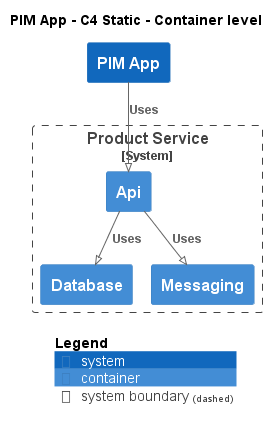 PIM App - C4 Static - Container level
PIM App
Uses
Product Service
[System]
Api
Uses
Uses
Database
Messaging
Legend
system
container
system boundary (dashed)